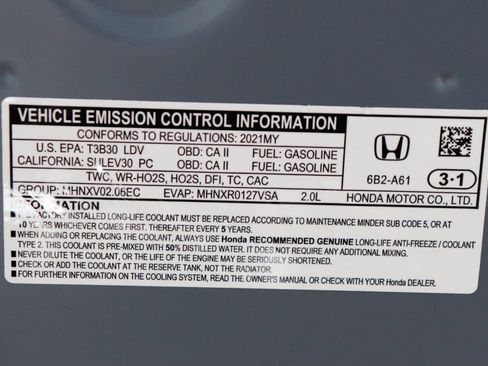 VEHICLE EMISSION CONTROL INFORMATION
CONFORMS TO REGULATIONS: 2021MY
U.S. EPA: T3B30 LDV OBD: CA II FUEL: GASOLINE
CALIFORNIA: SULEV30 PC OBD: CA II FUEL: GASOLINE
TWC, WR-HO2S, HO2S, DFI, TC, CAC
GROUP: MHNXV02.06EC EVAP: MHNXR0127VSA 2.0L
6B2-A61 3-1
HONDA MOTOR CO., LTD.
INFORMATION
■ FACTORY INSTALLED LONG-LIFE COOLANT MUST BE REPLACED ACCORDING TO MAINTENANCE MINDER SUB CODE 5, OR AT
10 YEARS WHICHEVER COMES FIRST. THEREAFTER EVERY 5 YEARS.
■ WHEN ADDING OR REPLACING THE COOLANT, ALWAYS USE Honda RECOMMENDED GENUINE LONG-LIFE ANTI-FREEZE / COOLANT
TYPE 2. THIS COOLANT IS PRE-MIXED WITH 50% DISTILLED WATER. IT DOES NOT REQUIRE ANY ADDITIONAL MIXING.
■ NEVER DILUTE THE COOLANT, OR THE LIFE OF THE ENGINE MAY BE SERIOUSLY SHORTENED.
■ CHECK OR ADD THE COOLANT AT THE RESERVE TANK, NOT THE RADIATOR.
■ FOR FURTHER INFORMATION ON THE COOLING SYSTEM, READ THE OWNER'S MANUAL OR CHECK WITH YOUR Honda DEALER.